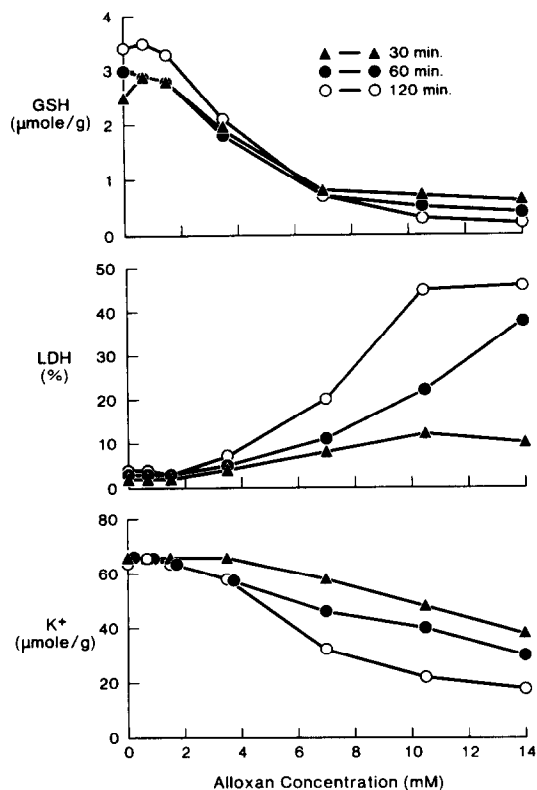 4
3
GSH
(μmole/g)
2
1
0
30 min.
60 min.
120 min.
50
40
LDH
(%)
30
20
10
0
80
60
K+
(μmole/g)
40
20
0
0 2 4 6 8 10 12 14
Alloxan Concentration (mM)